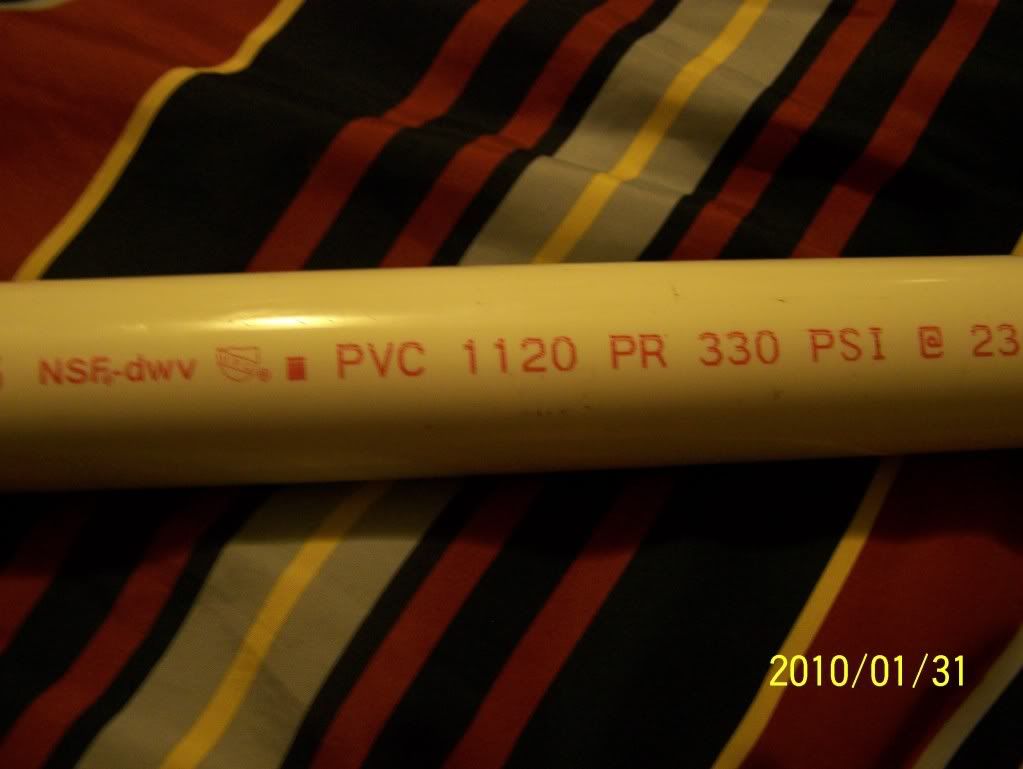 NSF®-dwv PVC 1120 PR 330 PSI @ 23
2010/01/31